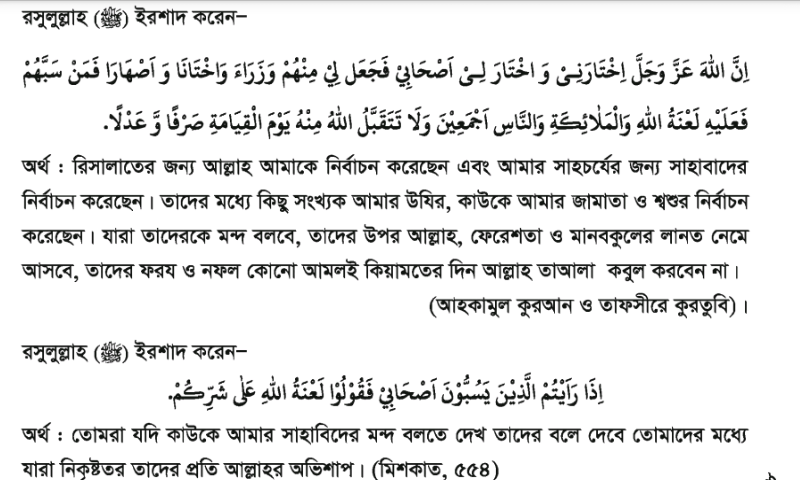 রসুলুল্লাহ (ﷺ) ইরশাদ করেন–
اِنَّ اللهَ عَزَّ وَجَلَّ اِخْتَارَنِىْ وَ اخْتَارَ لِىْ اَصْحَابِيْ فَجَعَل لِيْ مِنْهُمْ وَزَرَاءَ وَاخْتَانَا وَ اَصْهَارَا فَمَنْ سَبَّهُمْ
فَعَلَيْهِ لَعْنَةُ اللهِ وَالْمَلٰائِكَةِ وَالنَّاسِ اَجْمَعِيْنَ وَلَا تَتَقَبَّلُ اللهُ مِنْهُ يَوْمَ الْقِيَامَةِ صَرْفًا وَّ عَدْلًا.
অর্থ : রিসালাতের জন্য আল্লাহ আমাকে নির্বাচন করেছেন এবং আমার সাহচর্যের জন্য সাহাবাদের
নির্বাচন করেছেন। তাদের মধ্যে কিছু সংখ্যক আমার উযির, কাউকে আমার জামাতা ও শ্বশুর নির্বাচন
করেছেন। যারা তাদেরকে মন্দ বলবে, তাদের উপর আল্লাহ, ফেরেশতা ও মানবকুলের লানত নেমে
আসবে, তাদের ফরয ও নফল কোনো আমলই কিয়ামতের দিন আল্লাহ তাআলা কবুল করবেন না।
(আহকামুল কুরআন ও তাফসীরে কুরতুবি)।
রসুলুল্লাহ (ﷺ) ইরশাদ করেন–
اِذَا رَاَيْتُمْ الَّذِيْنَ يَسُبُّوْنَ اَصْحَابِيْ فَقُوْلُوْا لَعْنَةُ اللهِ عَلٰى شَرِّكُمْ.
অর্থ : তোমরা যদি কাউকে আমার সাহাবিদের মন্দ বলতে দেখ তাদের বলে দেবে তোমাদের মধ্যে
যারা নিকৃষ্টতর তাদের প্রতি আল্লাহর অভিশাপ। (মিশকাত, ৫৫৪)